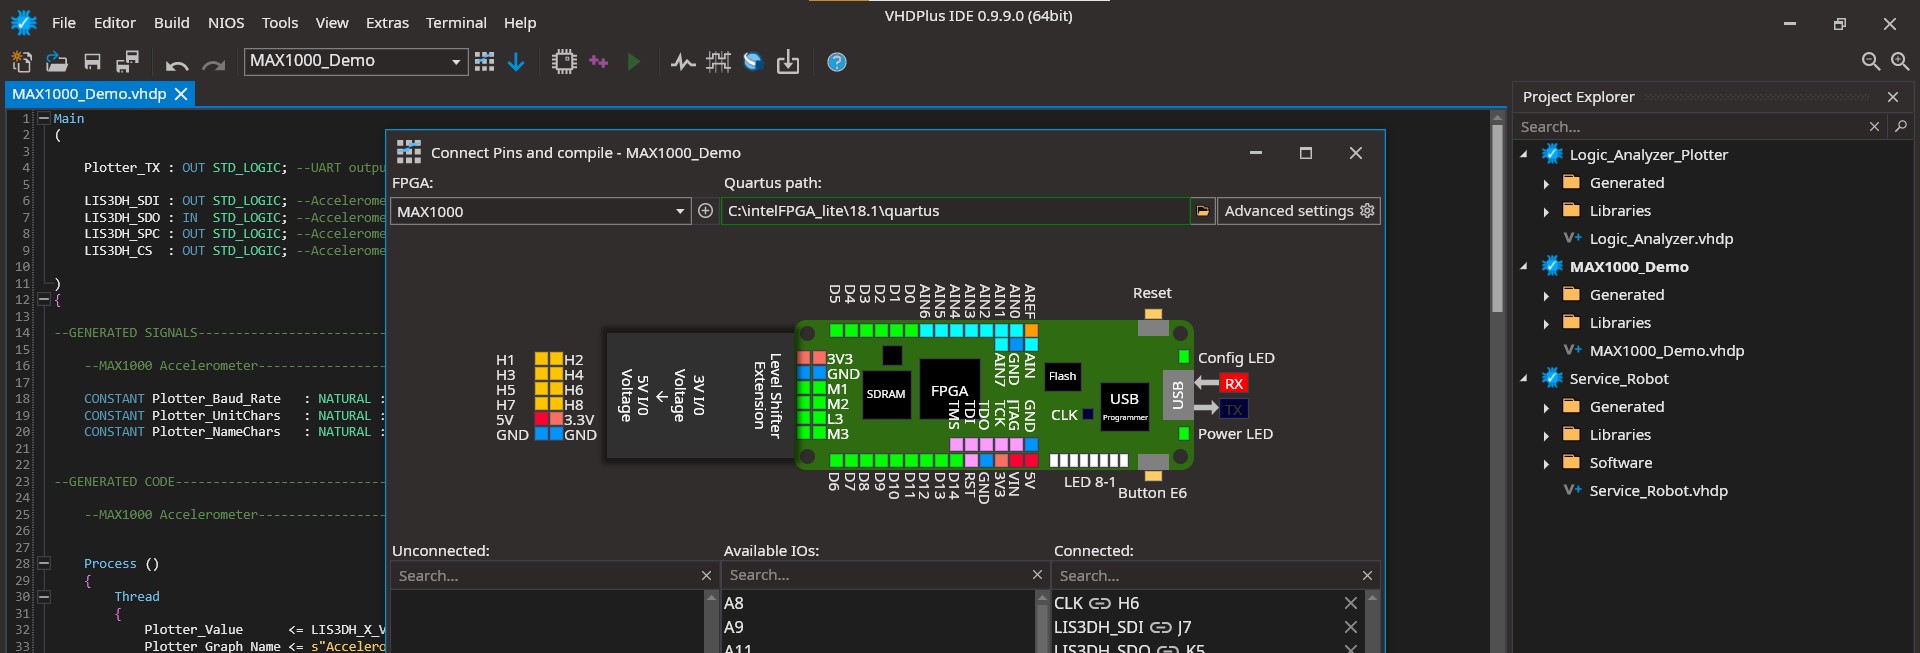 VHDPlus IDE 0.9.9.0 (64bit)
File Editor Build NIOS Tools View Extras Terminal Help
MAX1000_Demo
MAX1000_Demo.vhdp
1 Main
2 (
3
4 Plotter_TX : OUT STD_LOGIC; --UART outpu
5
6 LIS3DH_SDI : OUT STD_LOGIC; --Accelerome
7 LIS3DH_SDO : IN STD_LOGIC; --Accelerome
8 LIS3DH_SPC : OUT STD_LOGIC; --Accelerome
9 LIS3DH_CS : OUT STD_LOGIC; --Accelerome
10
11 )
12 {
13
14 --GENERATED SIGNALS
15
16 --MAX1000 Accelerometer
17
18 CONSTANT Plotter_Baud_Rate : NATURAL :
19 CONSTANT Plotter_UnitChars : NATURAL :
20 CONSTANT Plotter_NameChars : NATURAL :
21
22
23 --GENERATED CODE
24
25 --MAX1000 Accelerometer
26
27
28 Process ()
29 {
30 Thread
31 {
32 Plotter_Value <= LIS3DH_X_V
33 Plotter_Graph_Name <= s"Accelero
Connect Pins and compile - MAX1000_Demo
FPGA:
Quartus path:
MAX1000
C:\intelFPGA_lite\18.1\quartus
Advanced settings
D5 D4 D3 D2 D1 D0 AIN6 AIN5 AIN4 AIN3 AIN2 AIN1 AIN0 AREF
Reset
H1 H2
H3 H4
H5 H6
H7 H8
5V 3.3V
GND GND
5V I/0
Voltage
←
3V I/0
Voltage
Level Shifter
Extension
3V3
GND
M1
M2
L3
M3
SDRAM
FPGA
AIN7 GND AIN
Flash
USB
Programmer
CLK
TMS TDI TDO TCK JTAG GND
USB
Config LED
RX
TX
Power LED
D6 D7 D8 D9 D10 D11 D12 D13 D14 RST GND 3V3 VIN 5V
LED 8-1
Button E6
Unconnected:
Search...
Available IOs:
Search...
A8
A9
A11
Connected:
Search...
CLK H6
LIS3DH_SDI J7
LIS3DH_SDO K5
Project Explorer
Search...
Logic_Analyzer_Plotter
Generated
Libraries
V+ Logic_Analyzer.vhdp
MAX1000_Demo
Generated
Libraries
V+ MAX1000_Demo.vhdp
Service_Robot
Generated
Libraries
Software
V+ Service_Robot.vhdp